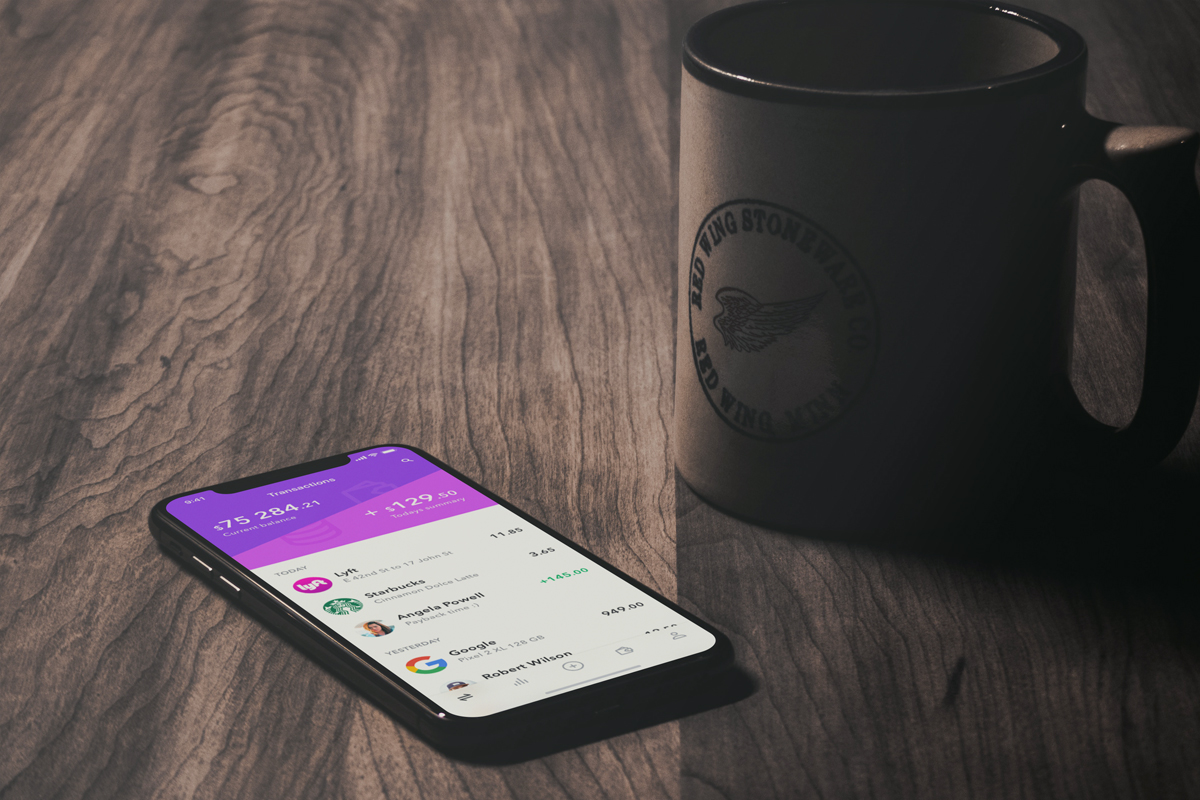 RED WING STONEWARE CO
RED WING, MINN
9:41
Transactions
$75 284.21
Current balance
+ $129.50
Todays summary
TODAY
lyft
Lyft
E 42nd St to 17 John St
11.85
Starbucks
Cinnamon Dolce Latte
3.65
Angela Powell
Payback time :)
+145.00
YESTERDAY
G
Google
Pixel 2 XL 128 GB
949.00
Robert Wilson